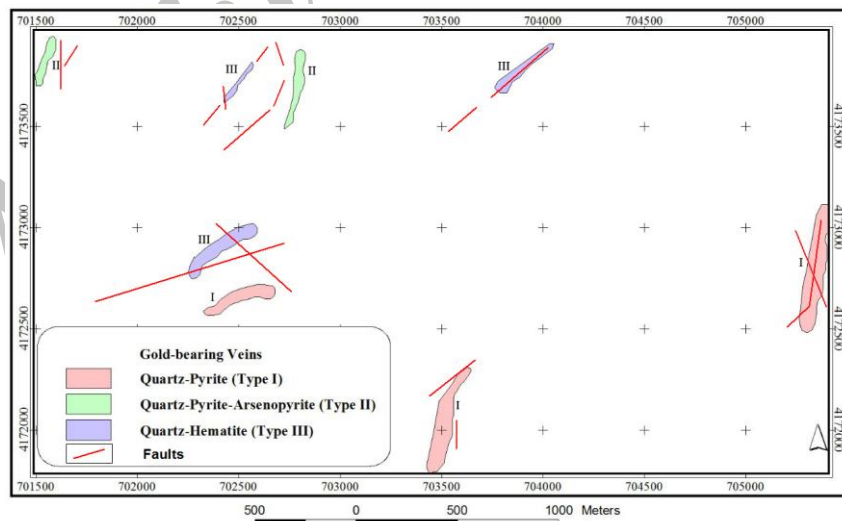 701500 702000 702500 703000 703500 704000 704500 705000
II III II III
4173500 4173500
4173000 4173000
III I
I
4172500 4172500
I
4172000 4172000
Gold-bearing Veins
Quartz-Pyrite (Type I)
Quartz-Pyrite-Arsenopyrite (Type II)
Quartz-Hematite (Type III)
Faults
701500 702000 702500 703000 703500 704000 704500 705000
500 0 500 1000 Meters